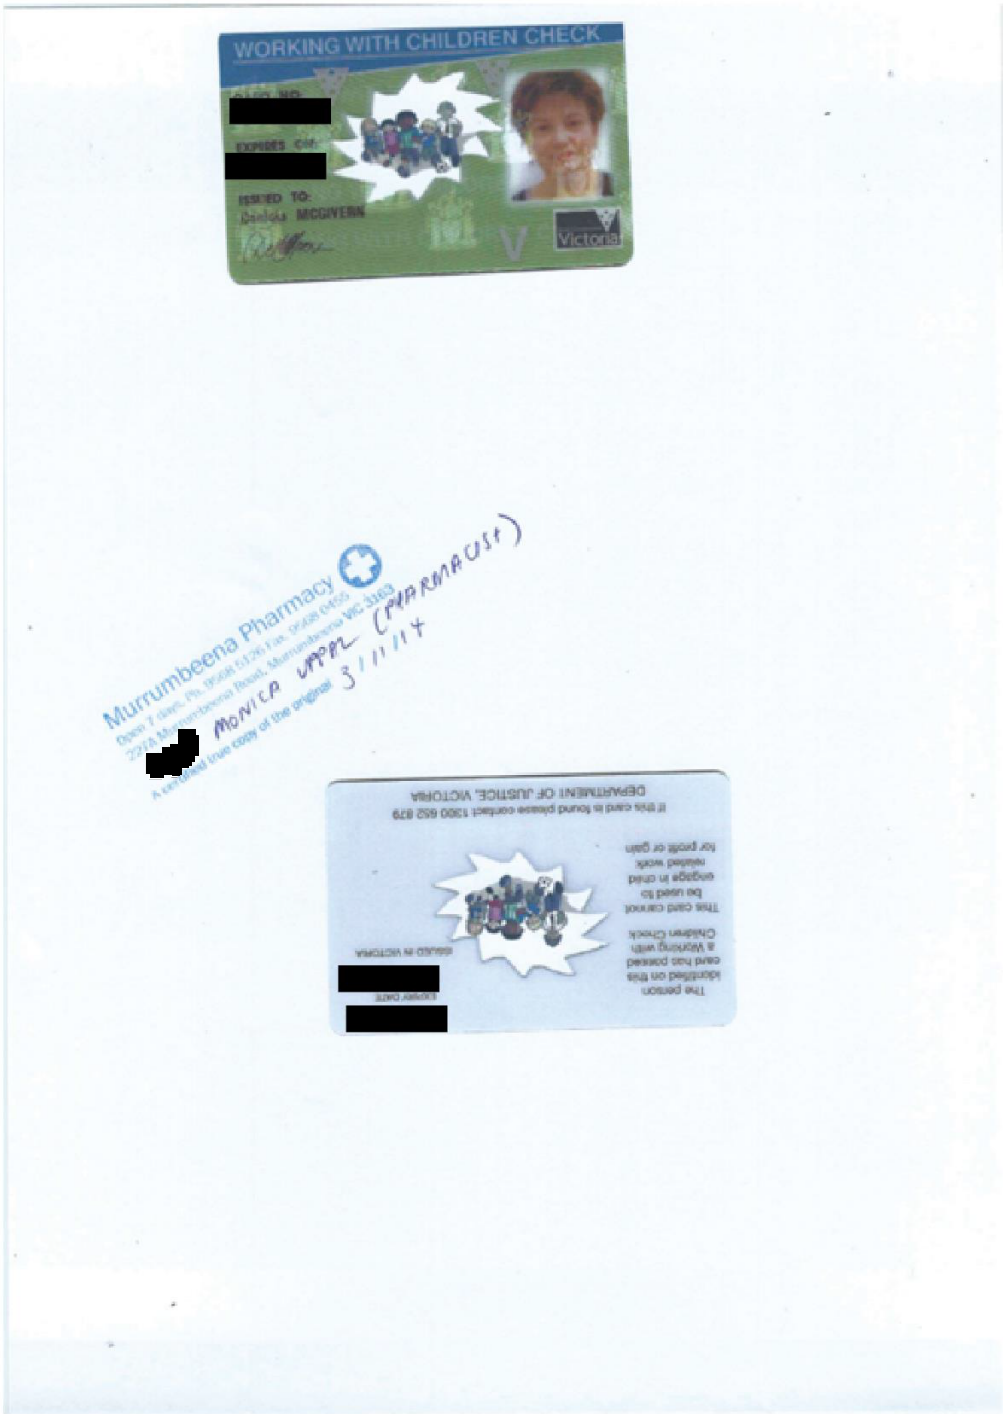 WORKING WITH CHILDREN CHECK
CARD NO
EXPIRES ON:
ISSUED TO:
MCGIVERN
Victoria
Murrumbeena Pharmacy
Open 7 days, Ph. 9568 5126 Fax. 9568 0455
227A Murrumbeena Road, Murrumbeena VIC 3163
MONICA UPPAL (PHARMACIST)
A certified true copy of the original 3/11/14
The person
identified on this
card has passed
a Working with
Children Check
This card cannot
be used to
engage in child
related work
for profit or gain
EXPIRY DATE
ISSUED IN VICTORIA
If this card is found please contact 1300 652 879
DEPARTMENT OF JUSTICE, VICTORIA